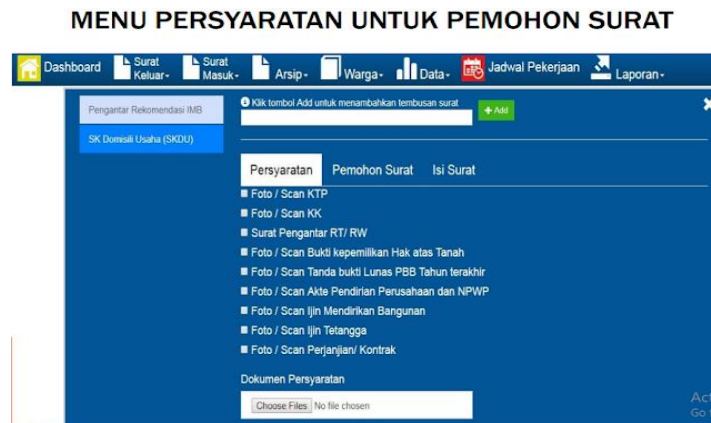 MENU PERSYARATAN UNTUK PEMOHON SURAT
Dashboard
Surat Keluar
Surat Masuk
Arsip
Warga
Data
Jadwal Pekerjaan
Laporan
Pengantar Rekomendasi IMB
SK Domisili Usaha (SKDU)
Klik tombol Add untuk menambahkan tembusan surat
+ Add
Persyaratan
Pemohon Surat
Isi Surat
Foto / Scan KTP
Foto / Scan KK
Surat Pengantar RT/ RW
Foto / Scan Bukti kepemilikan Hak atas Tanah
Foto / Scan Tanda bukti Lunas PBB Tahun terakhir
Foto / Scan Akte Pendirian Perusahaan dan NPWP
Foto / Scan Ijin Mendirikan Bangunan
Foto / Scan Ijin Tetangga
Foto / Scan Perjanjian/ Kontrak
Dokumen Persyaratan
Choose Files No file chosen